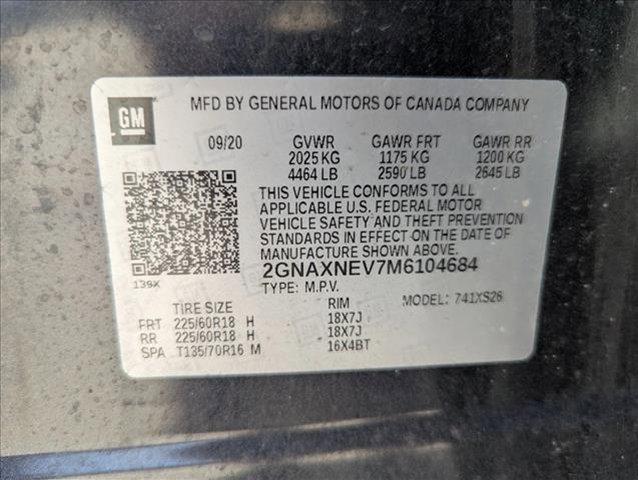 GM
MFD BY GENERAL MOTORS OF CANADA COMPANY
09/20 GVWR GAWR FRT GAWR RR
2025 KG 1175 KG 1200 KG
4464 LB 2590 LB 2645 LB
THIS VEHICLE CONFORMS TO ALL
APPLICABLE U.S. FEDERAL MOTOR
VEHICLE SAFETY AND THEFT PREVENTION
STANDARDS IN EFFECT ON THE DATE OF
MANUFACTURE SHOWN ABOVE.
2GNAXNEV7M6104684
139X
TYPE: M.P.V.
MODEL: 741XS26
TIRE SIZE RIM
FRT 225/60R18 H 18X7J
RR 225/60R18 H 18X7J
SPA T135/70R16 M 16X4BT